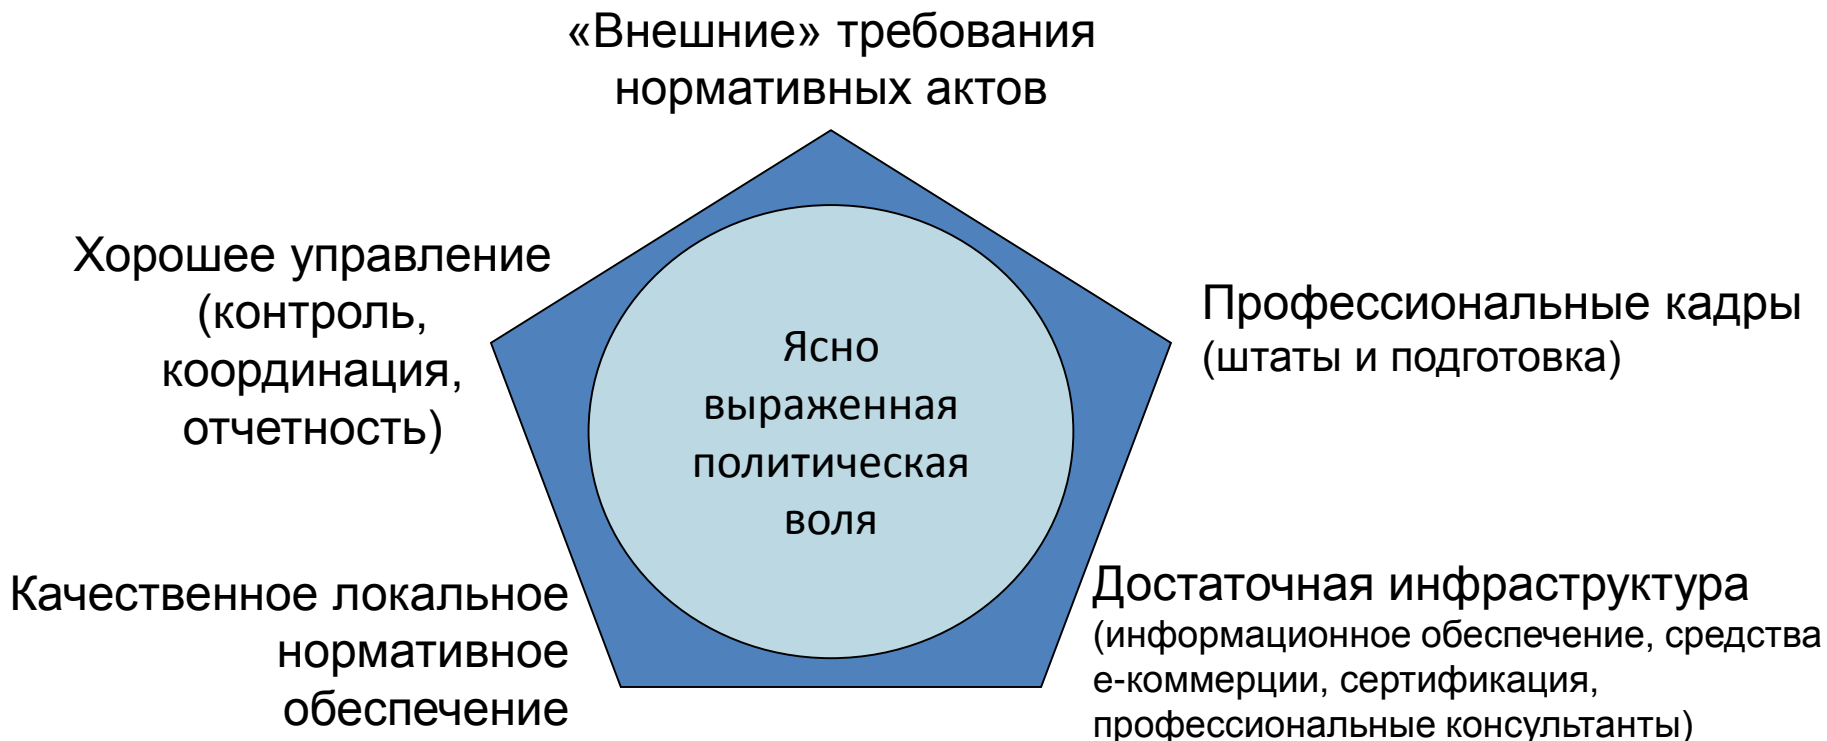 «Внешние» требования
нормативных актов
Хорошее управление
(контроль,
координация,
отчетность)
Ясно
выраженная
политическая
воля
Профессиональные кадры
(штаты и подготовка)
Качественное локальное
нормативное
обеспечение
Достаточная инфраструктура
(информационное обеспечение, средства
е-коммерции, сертификация,
профессиональные консультанты)